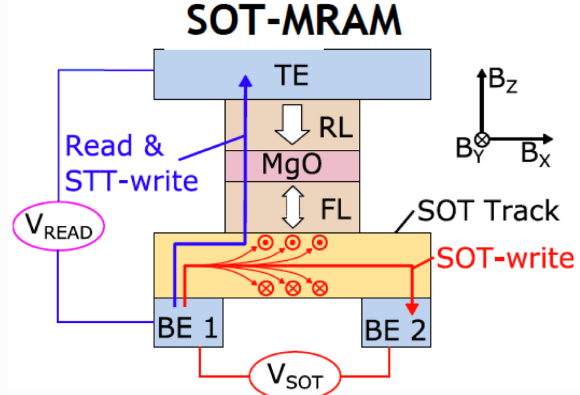 SOT-MRAM
TE
RL
MgO
FL
Read &
STT-write
V_READ
B_Z
B_Y
B_X
SOT Track
SOT-write
BE 1
BE 2
V_SOT